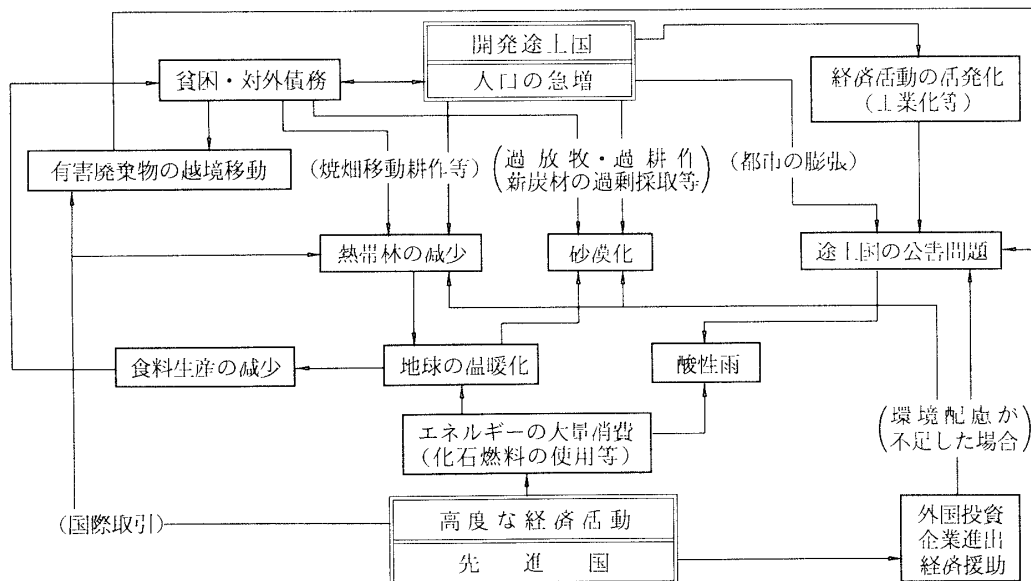 開発途上国
人口の急増
貧困・対外債務
経済活動の活発化
(工業化等)
有害廃棄物の越境移動
(焼畑移動耕作等)
(過放牧・過耕作
薪炭材の過剰採取等)
(都市の膨張)
熱帯林の減少
砂漠化
途上国の公害問題
食料生産の減少
地球の温暖化
酸性雨
エネルギーの大量消費
(化石燃料の使用等)
(環境配慮が
不足した場合)
(国際取引)
高度な経済活動
先進国
外国投資
企業進出
経済援助